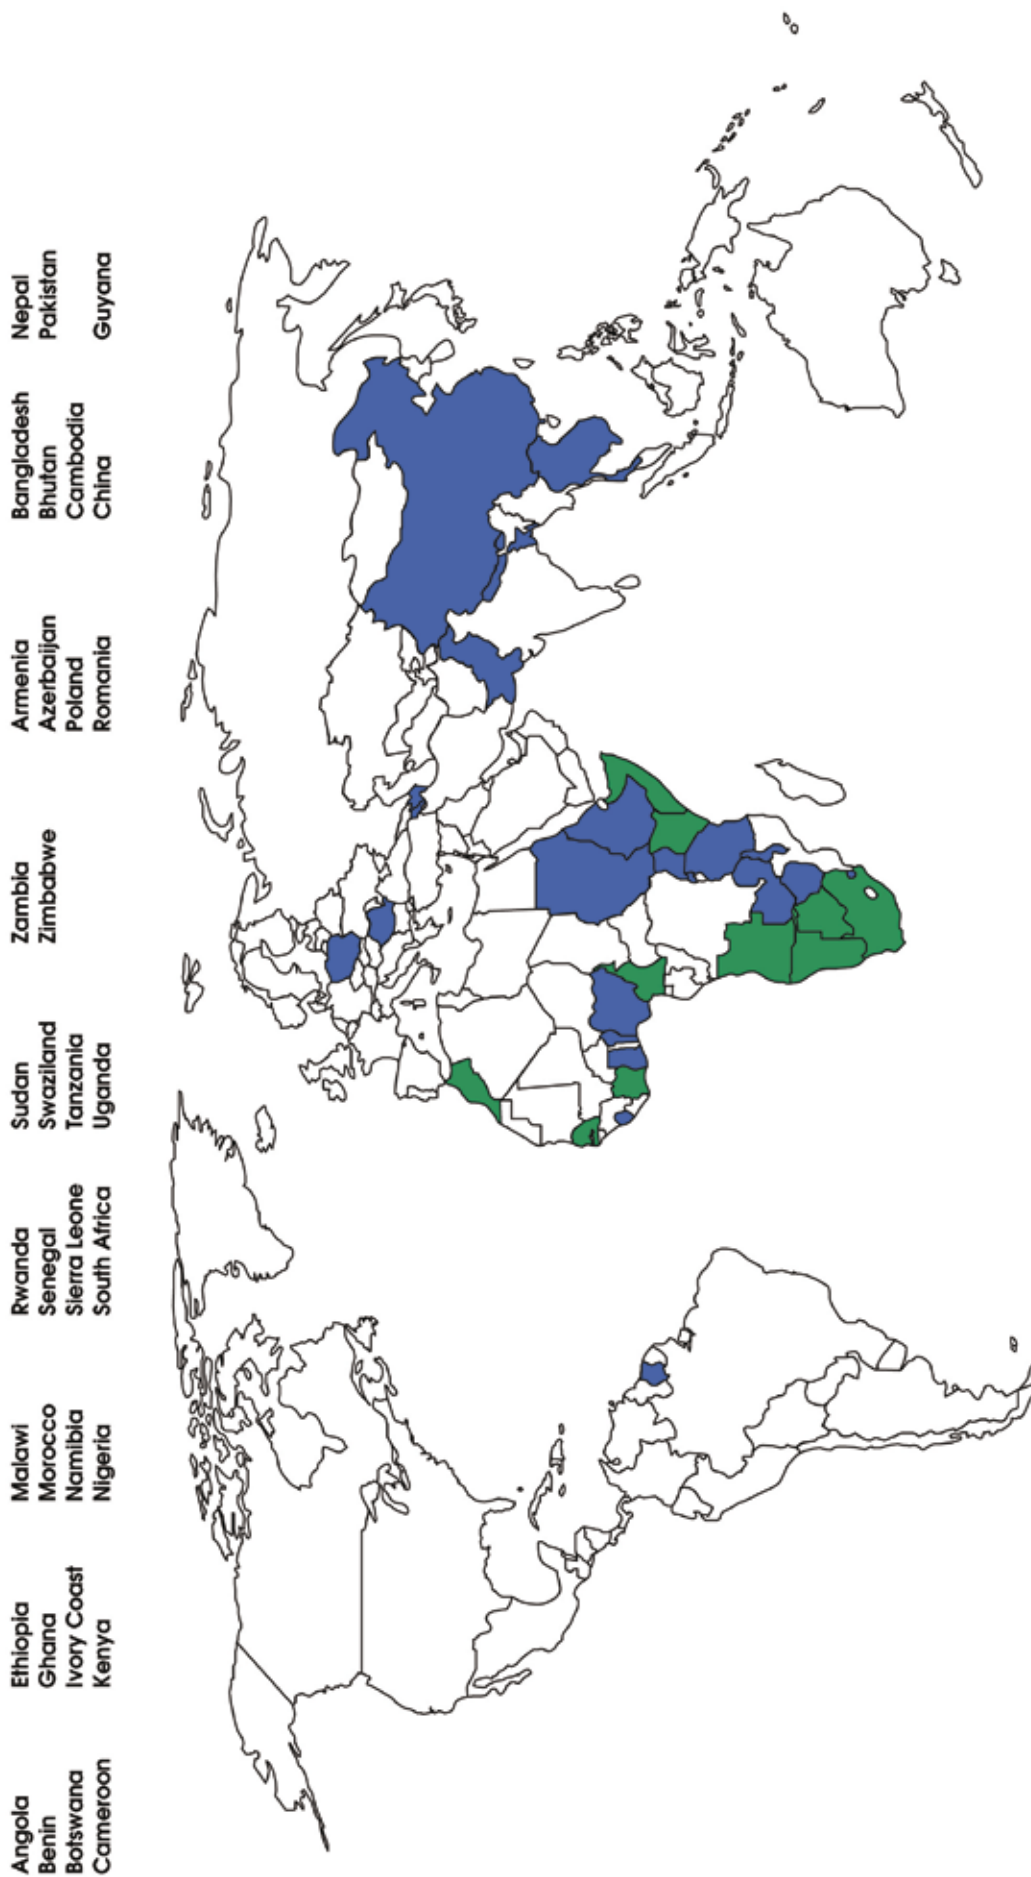 Angola
Benin
Botswana
Cameroon
Ethiopia
Ghana
Ivory Coast
Kenya
Malawi
Morocco
Namibia
Nigeria
Rwanda
Senegal
Sierra Leone
South Africa
Sudan
Swaziland
Tanzania
Uganda
Zambia
Zimbabwe
Armenia
Azerbaijan
Poland
Romania
Bangladesh
Bhutan
Cambodia
China
Nepal
Pakistan
Guyana